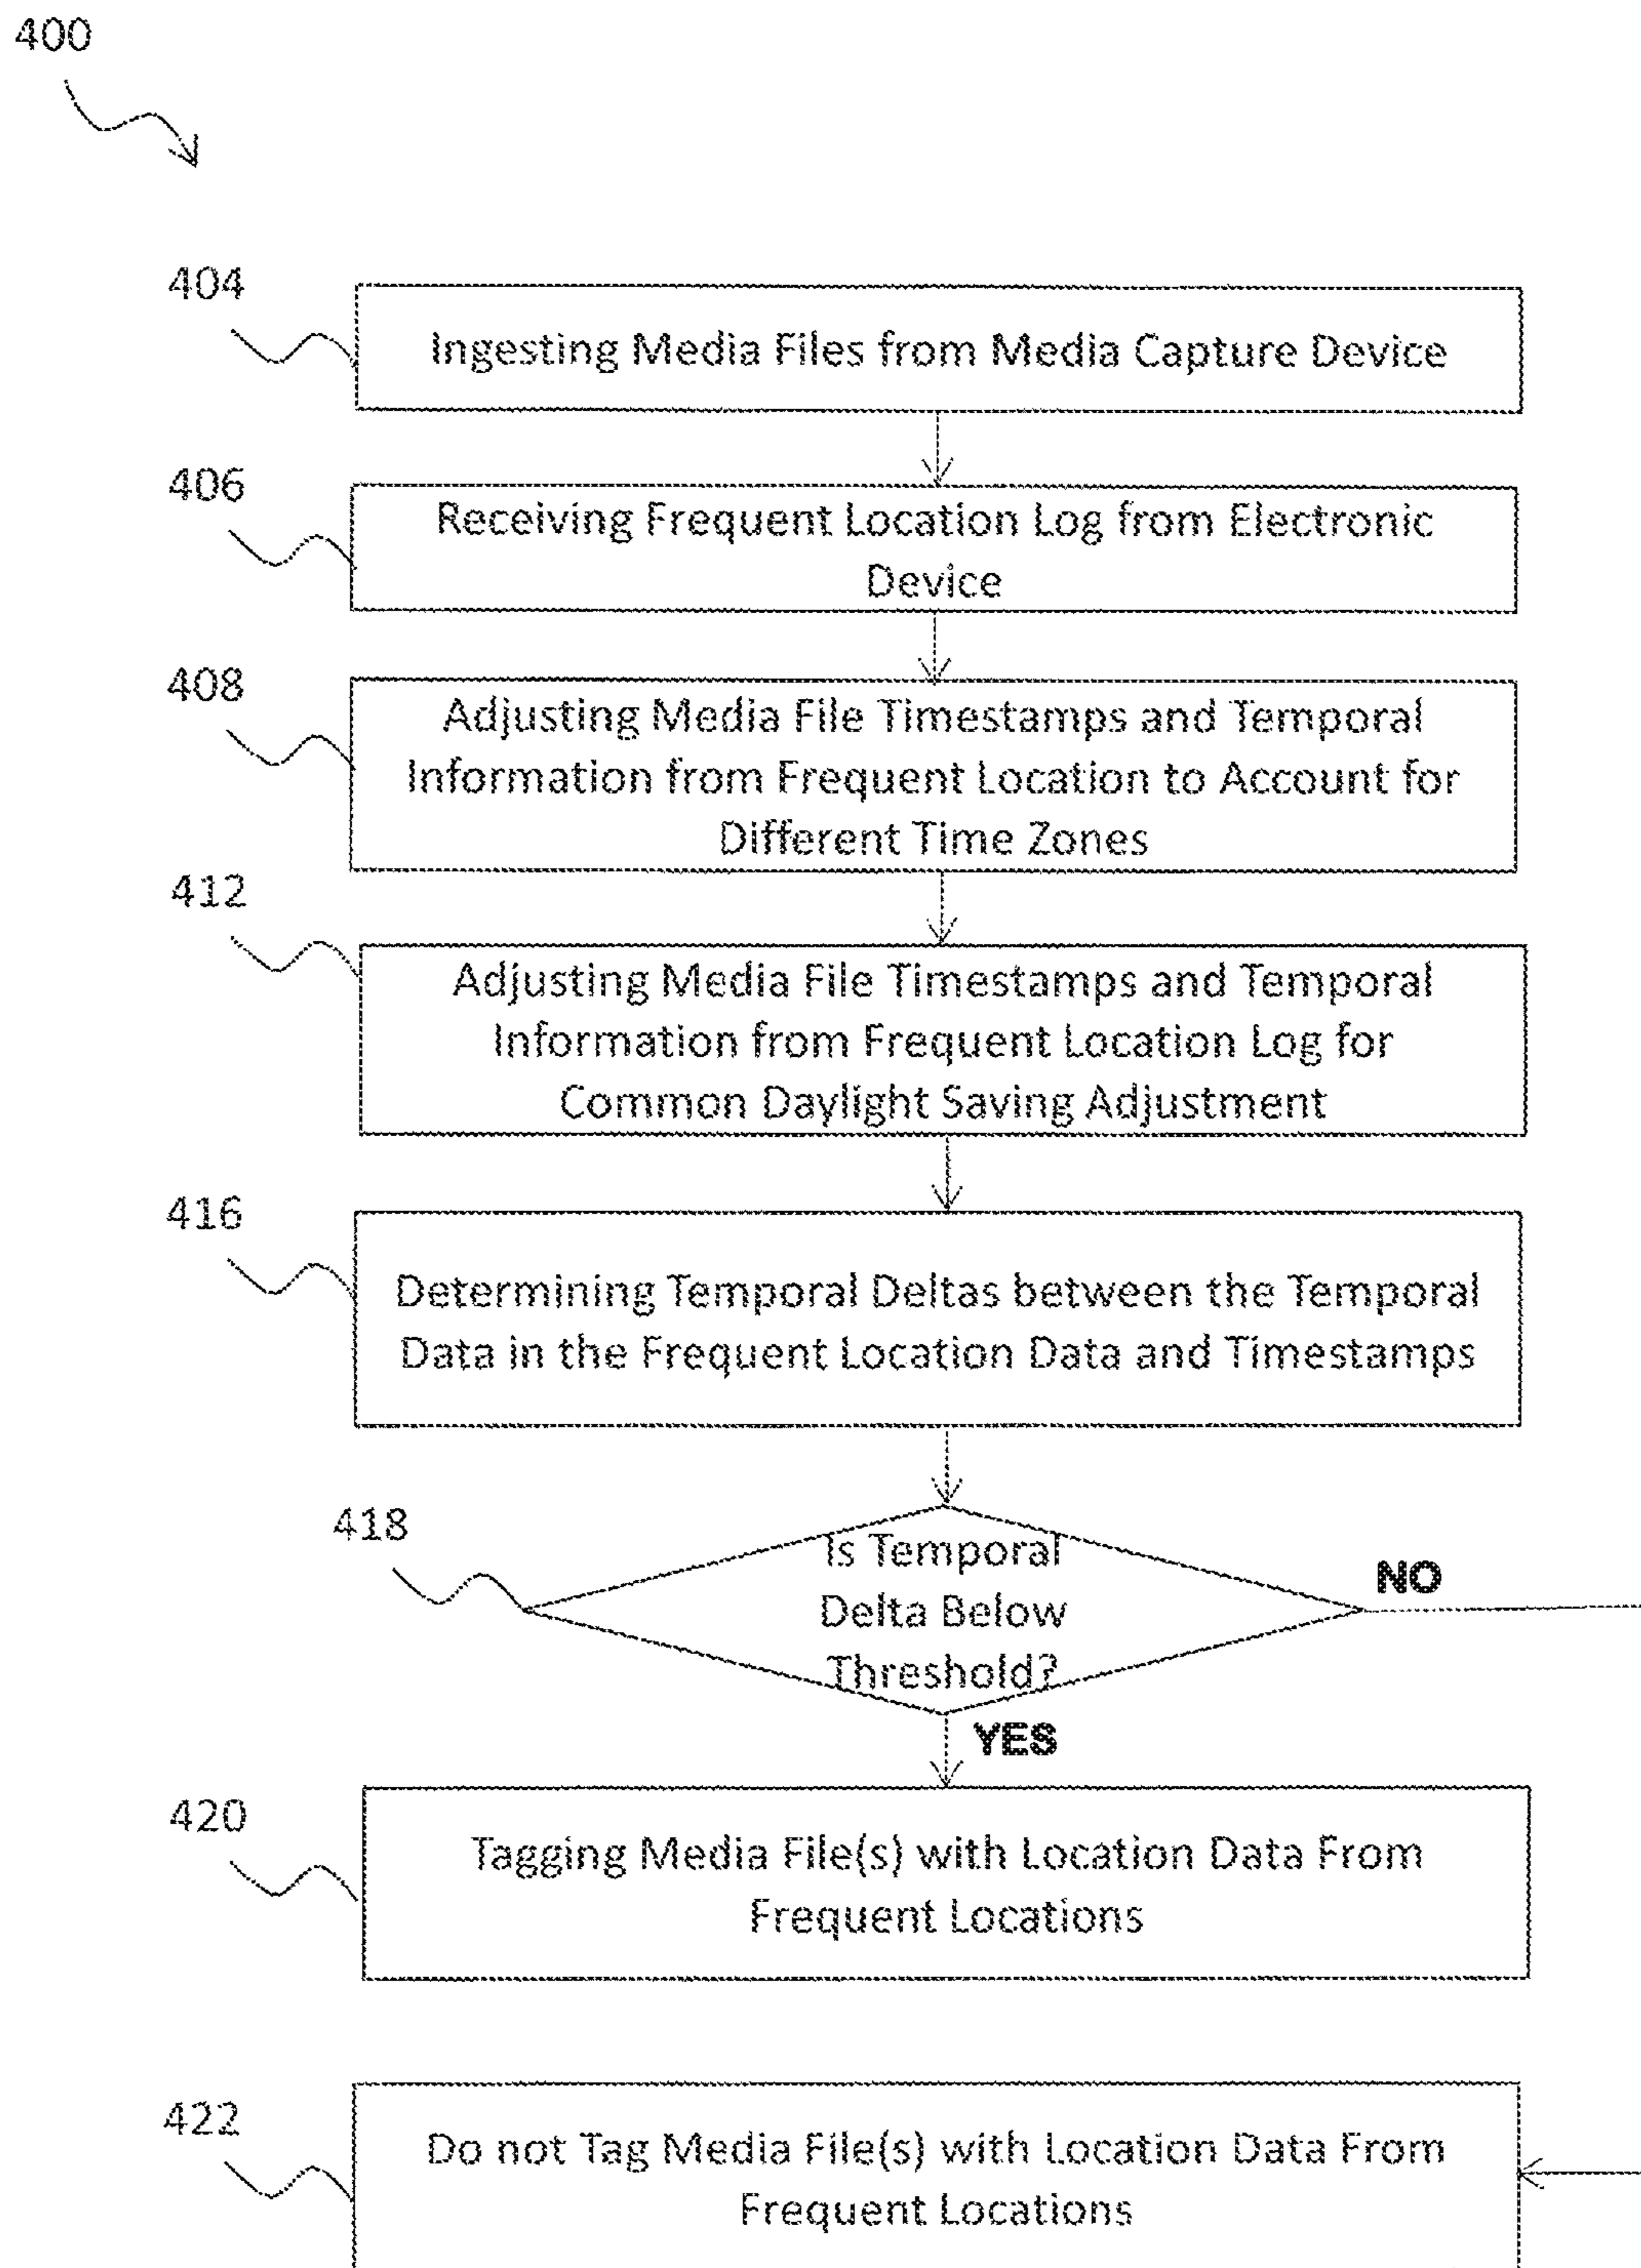 400
404
Ingesting Media Files from Media Capture Device
406
Receiving Frequent Location Log from Electronic
Device
408
Adjusting Media File Timestamps and Temporal
Information from Frequent Location to Account for
Different Time Zones
412
Adjusting Media File Timestamps and Temporal
Information from Frequent Location Log for
Common Daylight Saving Adjustment
416
Determining Temporal Deltas between the Temporal
Data in the Frequent Location Data and Timestamps
418
Is Temporal
Delta Below
Threshold?
NO
YES
420
Tagging Media File(s) with Location Data From
Frequent Locations
422
Do not Tag Media File(s) with Location Data From
Frequent Locations